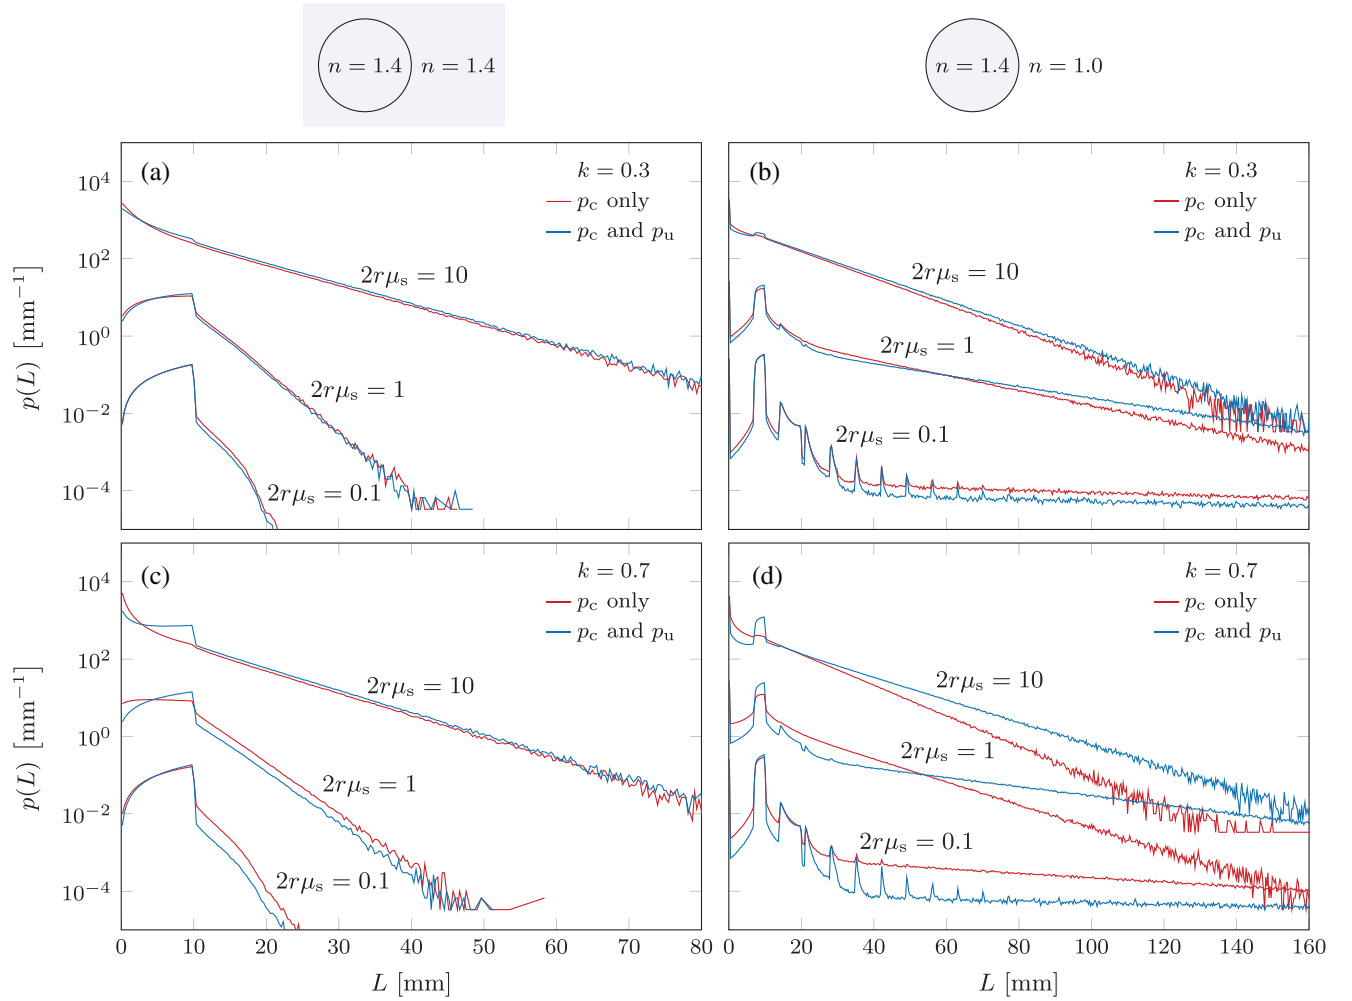 n = 1.4 n = 1.4
n = 1.4 n = 1.0
(a)
k = 0.3
p_c only
p_c and p_u
2rμ_s = 10
2rμ_s = 1
2rμ_s = 0.1
10^4
10^2
10^0
10^−2
10^−4
p(L) [mm^−1]
(b)
k = 0.3
p_c only
p_c and p_u
2rμ_s = 10
2rμ_s = 1
2rμ_s = 0.1
(c)
k = 0.7
p_c only
p_c and p_u
2rμ_s = 10
2rμ_s = 1
2rμ_s = 0.1
10^4
10^2
10^0
10^−2
10^−4
p(L) [mm^−1]
0 10 20 30 40 50 60 70 80
L [mm]
(d)
k = 0.7
p_c only
p_c and p_u
2rμ_s = 10
2rμ_s = 1
2rμ_s = 0.1
0 20 40 60 80 100 120 140 160
L [mm]